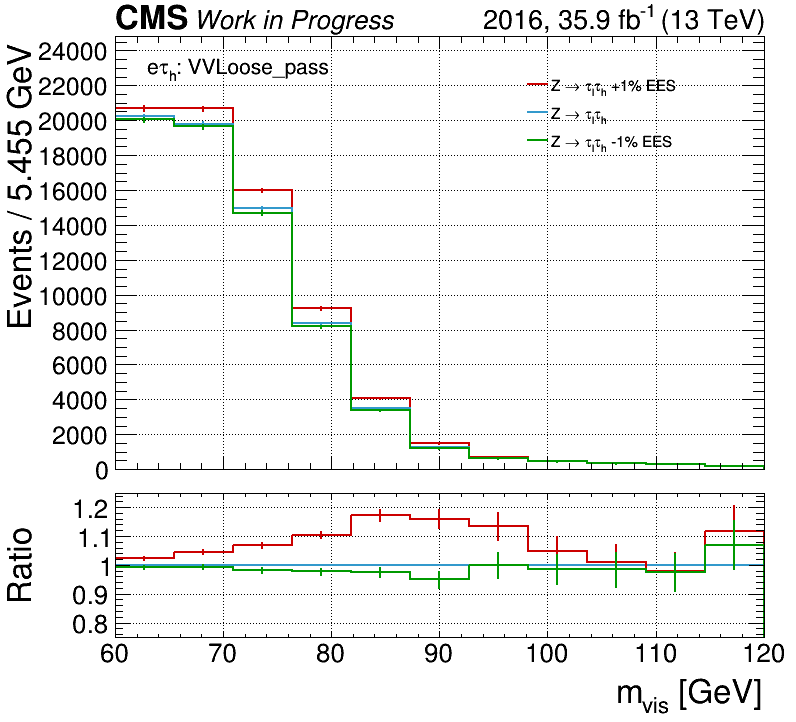 CMS Work in Progress 2016, 35.9 fb⁻¹ (13 TeV)
eτₕ: VVLoose_pass
Z → τₗτₕ +1% EES
Z → τₗτₕ
Z → τₗτₕ -1% EES
Events / 5.455 GeV
24000
22000
20000
18000
16000
14000
12000
10000
8000
6000
4000
2000
0
Ratio
1.2
1.1
1
0.9
0.8
60 70 80 90 100 110 120
m_vis [GeV]